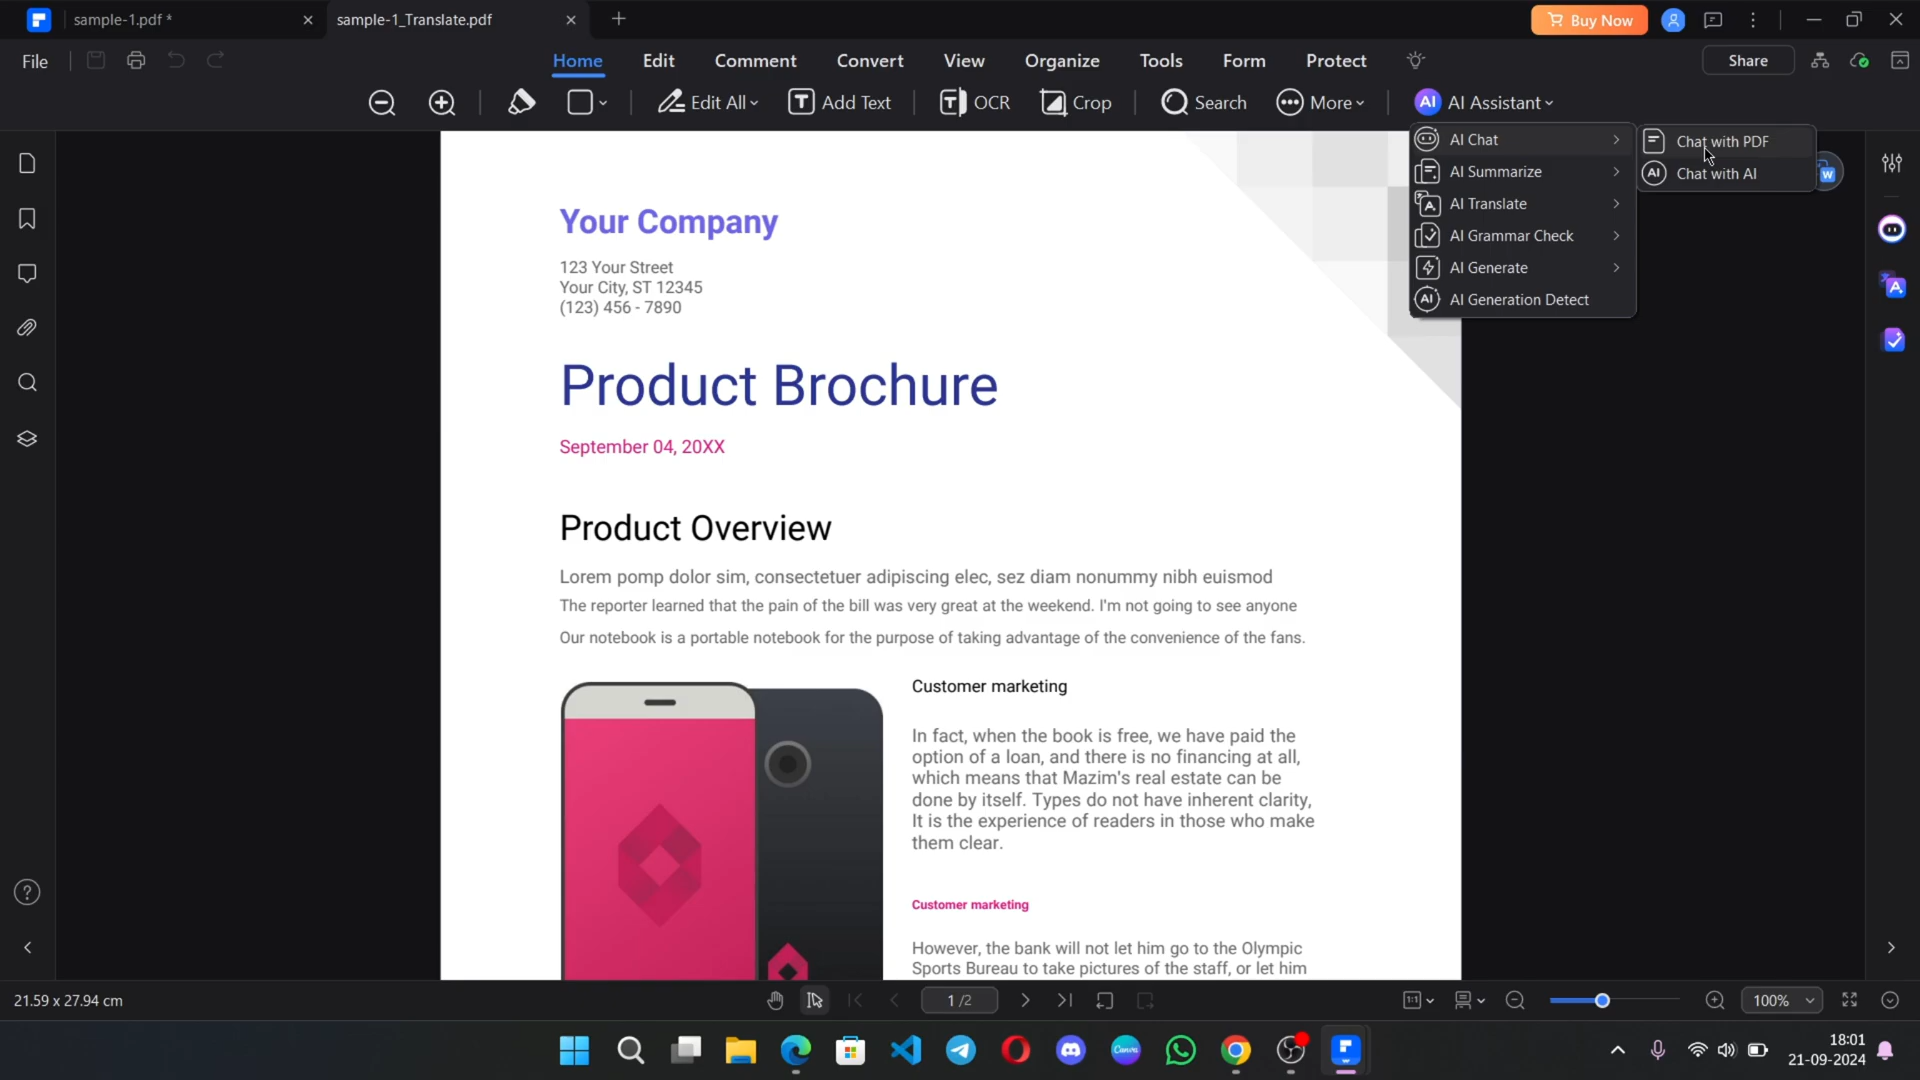 sample-1.pdf *
sample-1_Translate.pdf
Buy Now
File
Home
Edit
Comment
Convert
View
Organize
Tools
Form
Protect
Share
Edit All
T Add Text
OCR
Crop
Search
More
AI AI Assistant
AI Chat
AI Summarize
AI Translate
AI Grammar Check
AI Generate
AI AI Generation Detect
Chat with PDF
AI Chat with AI
Your Company
123 Your Street
Your City, ST 12345
(123) 456 - 7890
Product Brochure
September 04, 20XX
Product Overview
Lorem pomp dolor sim, consectetuer adipiscing elec, sez diam nonummy nibh euismod
The reporter learned that the pain of the bill was very great at the weekend. I'm not going to see anyone
Our notebook is a portable notebook for the purpose of taking advantage of the convenience of the fans.
Customer marketing
In fact, when the book is free, we have paid the
option of a loan, and there is no financing at all,
which means that Mazim's real estate can be
done by itself. Types do not have inherent clarity,
It is the experience of readers in those who make
them clear.
Customer marketing
However, the bank will not let him go to the Olympic
Sports Bureau to take pictures of the staff, or let him
21.59 x 27.94 cm
1 /2
1:1
100%
Canva
18:01
21-09-2024